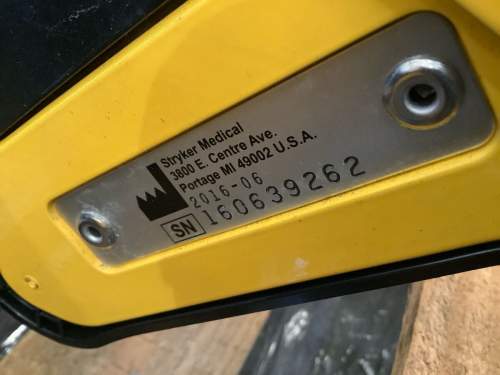 Stryker Medical
3800 E. Centre Ave.
Portage MI 49002 U.S.A.
2016-06
SN 160639262